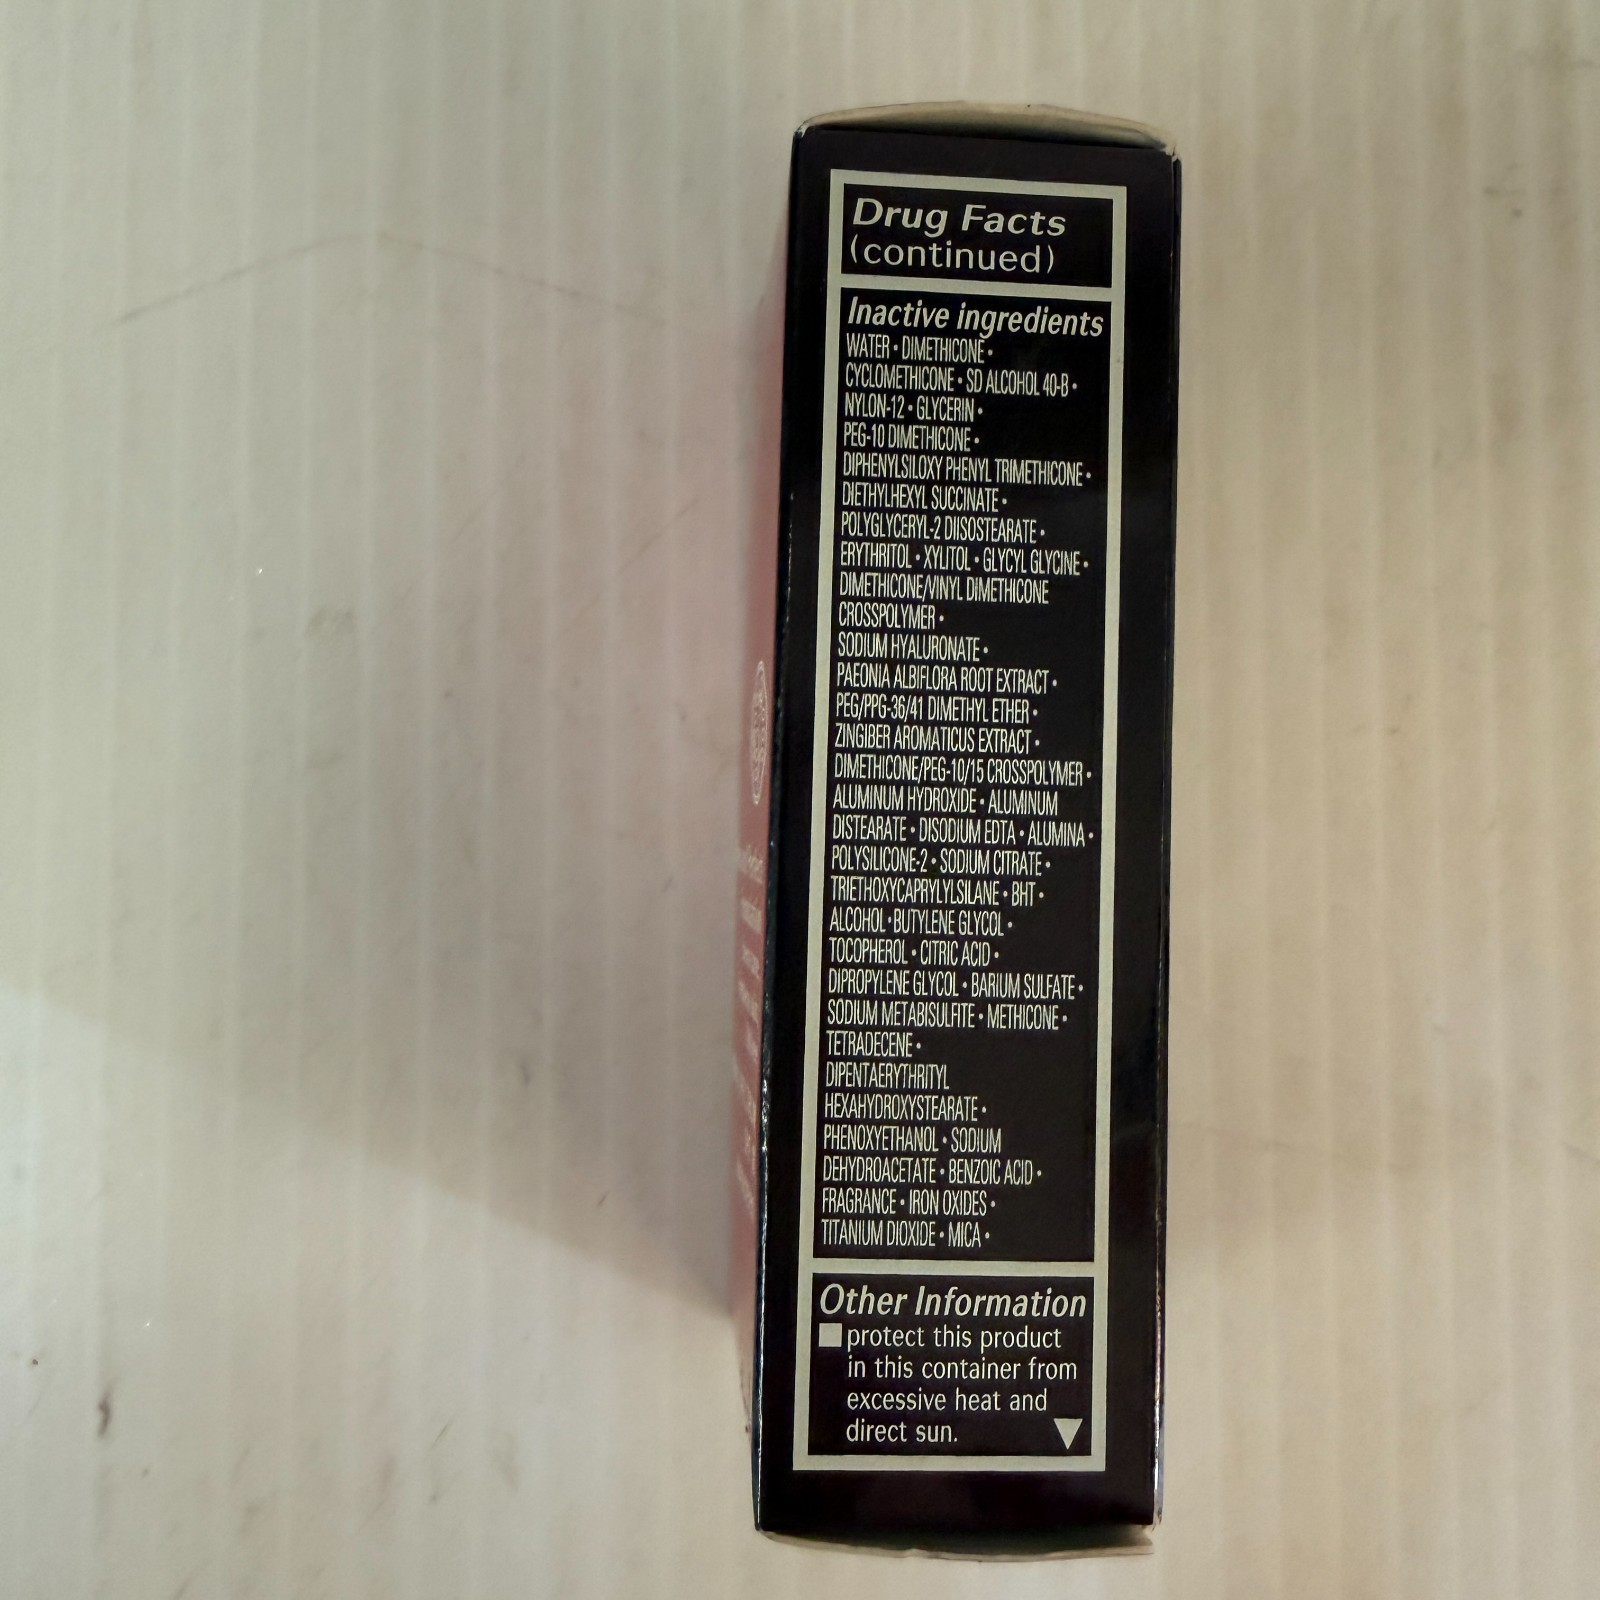 Drug Facts
(continued)
Inactive ingredients
WATER • DIMETHICONE •
CYCLOMETHICONE • SD ALCOHOL 40-B •
NYLON-12 • GLYCERIN •
PEG-10 DIMETHICONE •
DIPHENYLSILOXY PHENYL TRIMETHICONE •
DIETHYLHEXYL SUCCINATE •
POLYGLYCERYL-2 DIISOSTEARATE •
ERYTHRITOL • XYLITOL • GLYCYL GLYCINE •
DIMETHICONE/VINYL DIMETHICONE
CROSSPOLYMER •
SODIUM HYALURONATE •
PAEONIA ALBIFLORA ROOT EXTRACT •
PEG/PPG-36/41 DIMETHYL ETHER •
ZINGIBER AROMATICUS EXTRACT •
DIMETHICONE/PEG-10/15 CROSSPOLYMER •
ALUMINUM HYDROXIDE • ALUMINUM
DISTEARATE • DISODIUM EDTA • ALUMINA •
POLYSILICONE-2 • SODIUM CITRATE •
TRIETHOXYCAPRYLYLSILANE • BHT •
ALCOHOL • BUTYLENE GLYCOL •
TOCOPHEROL • CITRIC ACID •
DIPROPYLENE GLYCOL • BARIUM SULFATE •
SODIUM METABISULFITE • METHICONE •
TETRADECENE •
DIPENTAERYTHRITYL
HEXAHYDROXYSTEARATE •
PHENOXYETHANOL • SODIUM
DEHYDROACETATE • BENZOIC ACID •
FRAGRANCE • IRON OXIDES •
TITANIUM DIOXIDE • MICA •
Other Information
protect this product
in this container from
excessive heat and
direct sun.